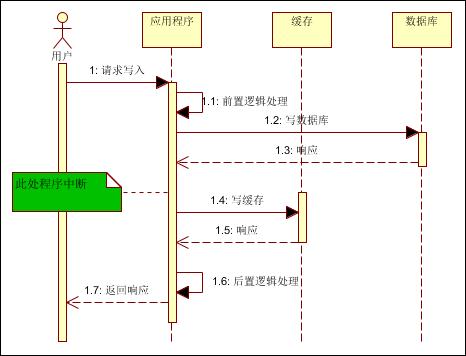 用户
应用程序
缓存
数据库
1: 请求写入
1.1: 前置逻辑处理
1.2: 写数据库
1.3: 响应
此处程序中断
1.4: 写缓存
1.5: 响应
1.6: 后置逻辑处理
1.7: 返回响应